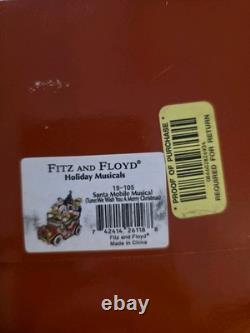 FITZ AND FLOYD®
Holiday Musicals
19-105
Santa Mobile Musical
(Tune:We Wish You A Merry Christmas)
7 42414 26118 8
Fitz and Floyd®
Made in China
PROOF OF PURCHASE
REQUIRED FOR RETURN